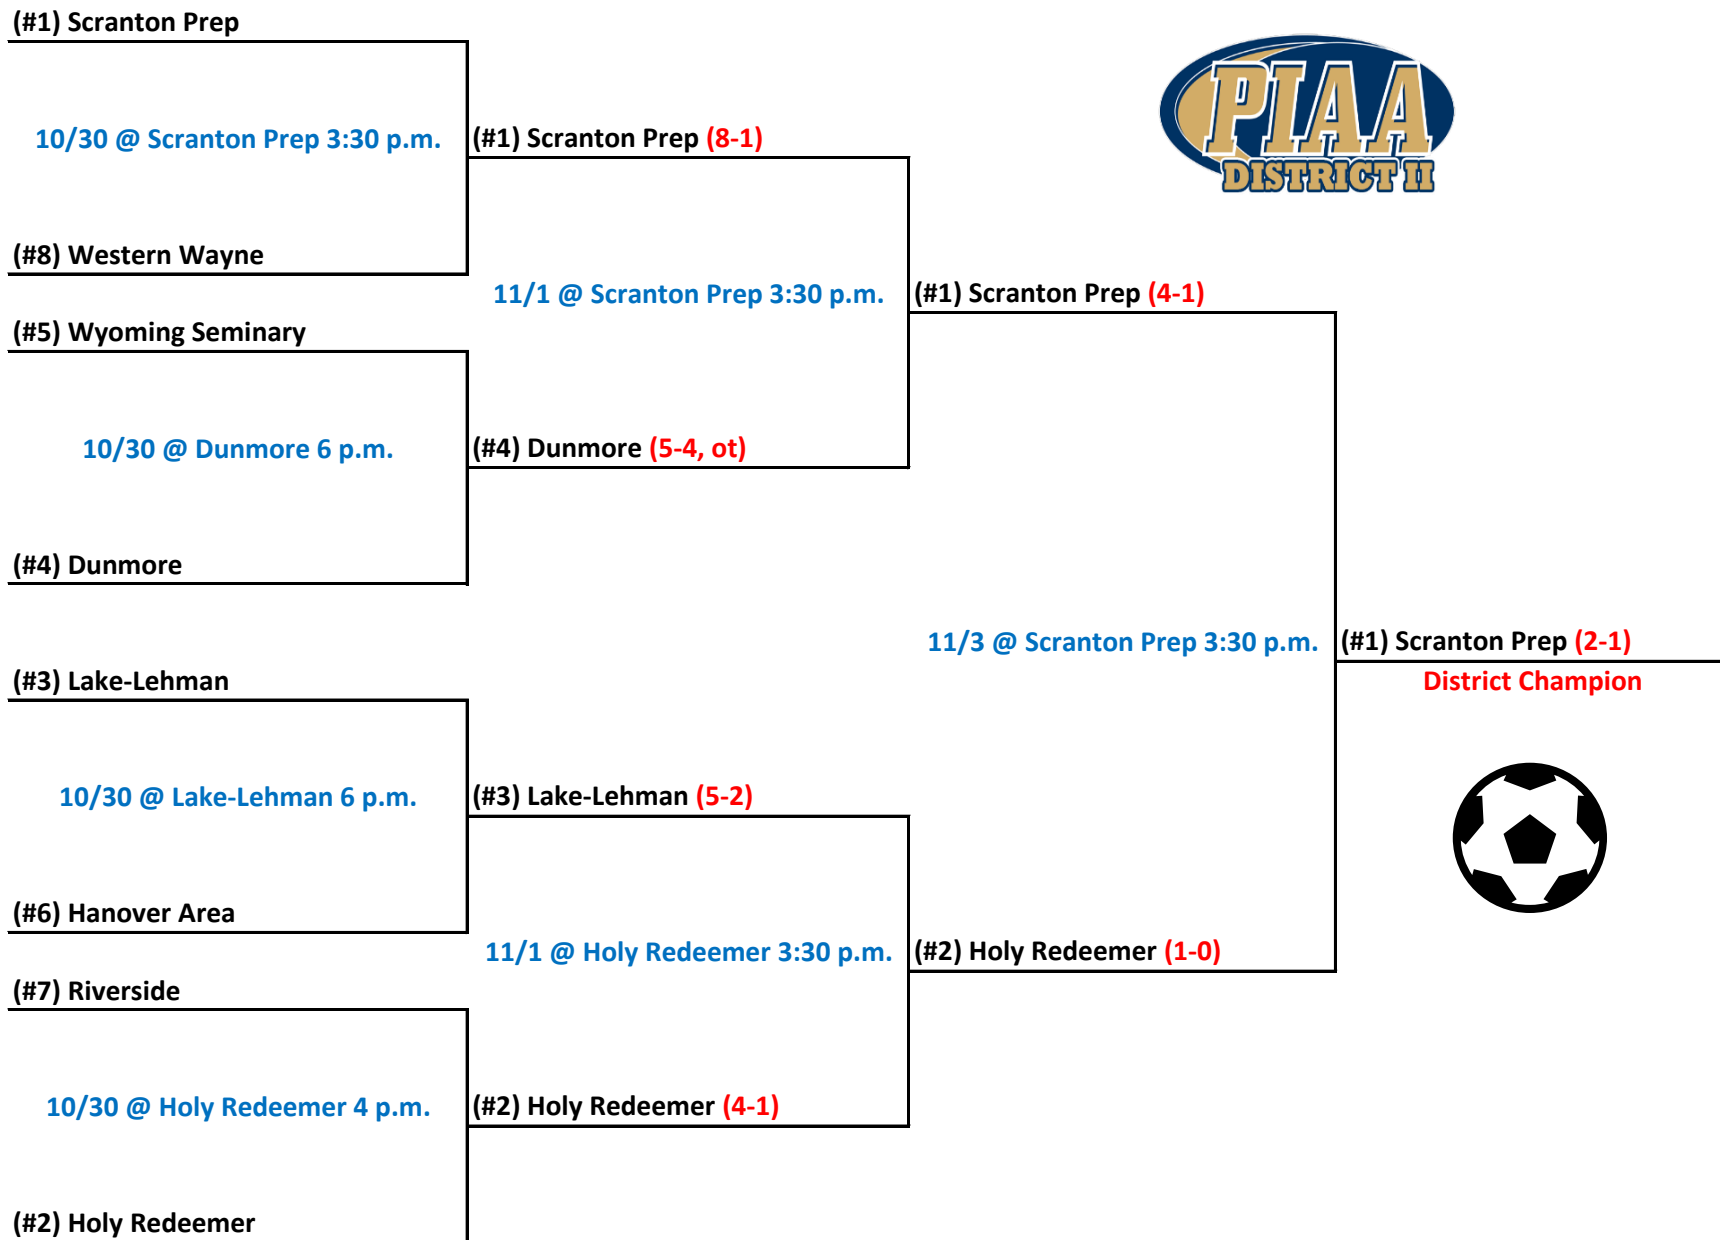 (#1) Scranton Prep
PIAA
DISTRICT II
10/30 @ Scranton Prep 3:30 p.m.
(#1) Scranton Prep (8-1)
(#8) Western Wayne
11/1 @ Scranton Prep 3:30 p.m.
(#1) Scranton Prep (4-1)
(#5) Wyoming Seminary
10/30 @ Dunmore 6 p.m.
(#4) Dunmore (5-4, ot)
(#4) Dunmore
11/3 @ Scranton Prep 3:30 p.m.
(#1) Scranton Prep (2-1)
District Champion
(#3) Lake-Lehman
10/30 @ Lake-Lehman 6 p.m.
(#3) Lake-Lehman (5-2)
(#6) Hanover Area
11/1 @ Holy Redeemer 3:30 p.m.
(#2) Holy Redeemer (1-0)
(#7) Riverside
10/30 @ Holy Redeemer 4 p.m.
(#2) Holy Redeemer (4-1)
(#2) Holy Redeemer